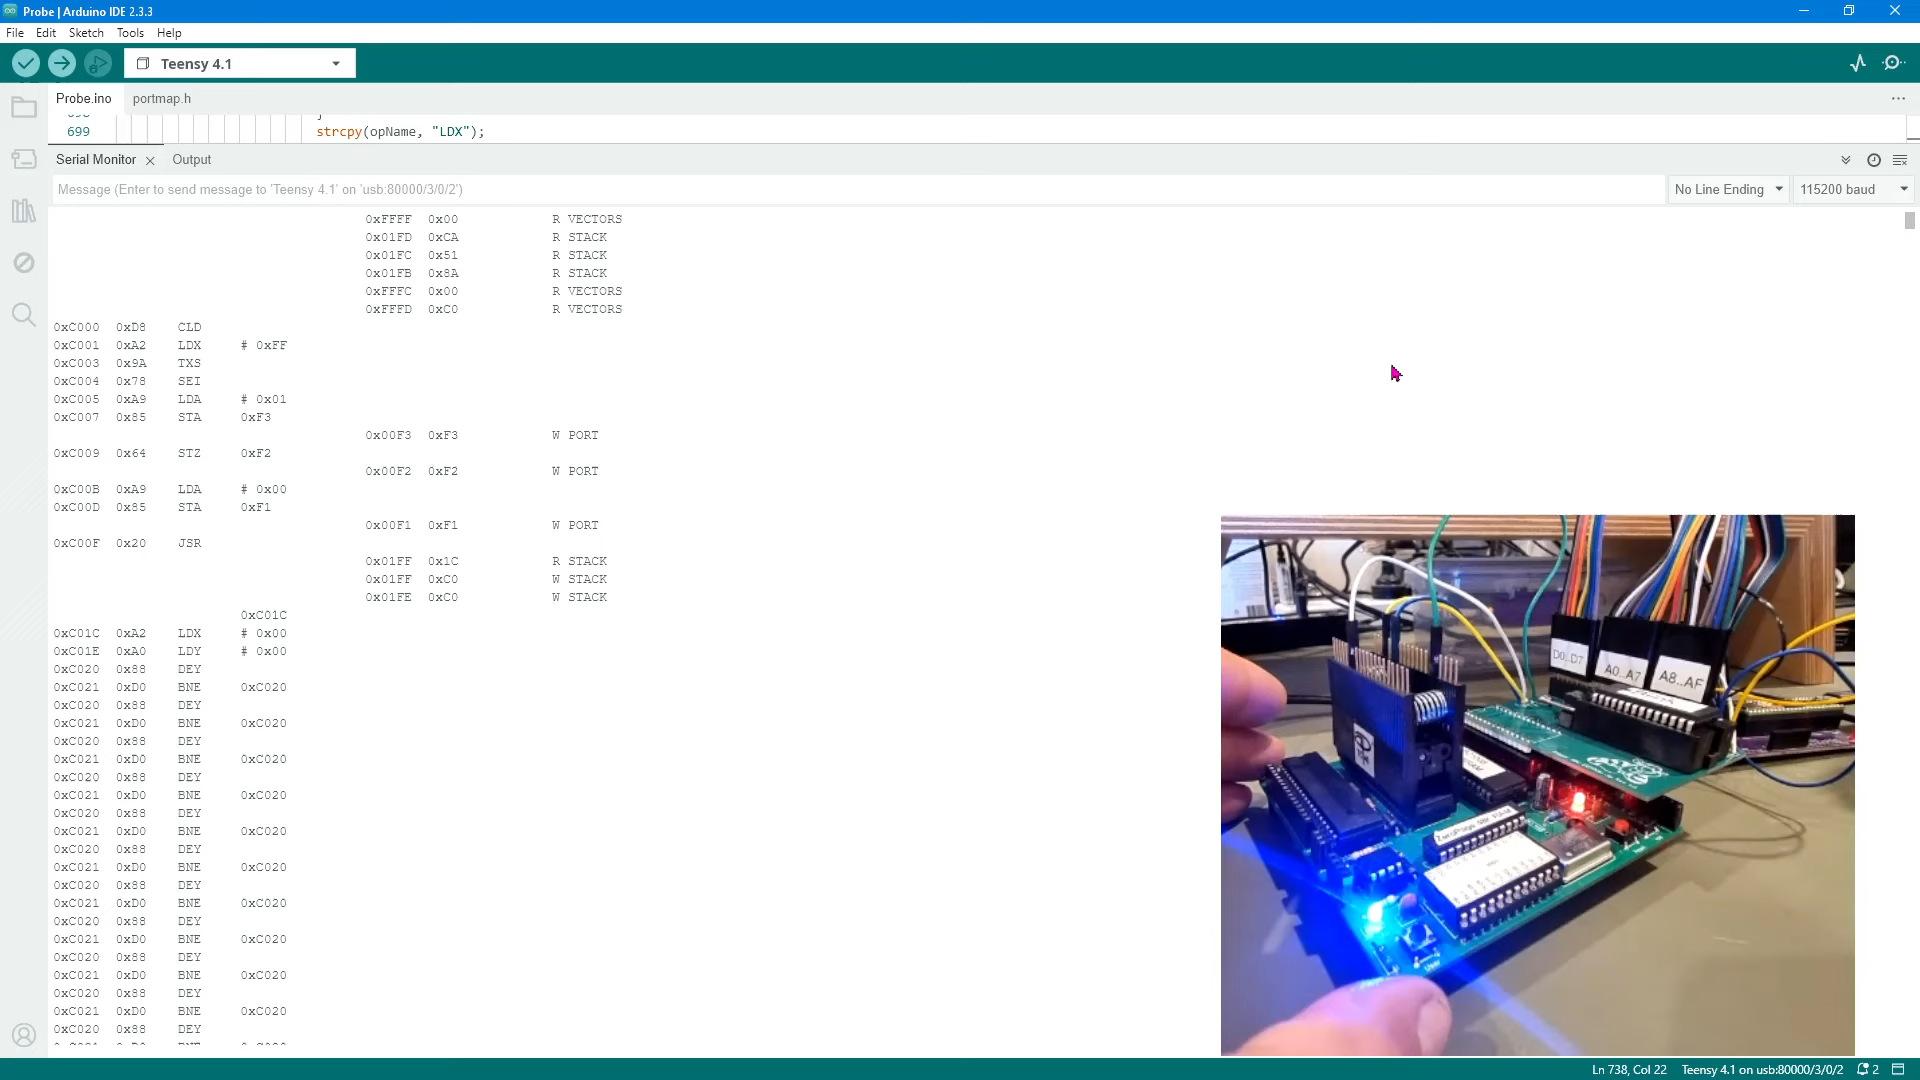 Probe | Arduino IDE 2.3.3
File Edit Sketch Tools Help
Teensy 4.1
Probe.ino portmap.h
699 strcpy(opName, "LDX");
Serial Monitor Output
Message (Enter to send message to 'Teensy 4.1' on 'usb:80000/3/0/2') No Line Ending 115200 baud
0xFFFF 0x00 R VECTORS
0x01FD 0xCA R STACK
0x01FC 0x51 R STACK
0x01FB 0x8A R STACK
0xFFFC 0x00 R VECTORS
0xFFFD 0xC0 R VECTORS
0xC000 0xD8 CLD
0xC001 0xA2 LDX # 0xFF
0xC003 0x9A TXS
0xC004 0x78 SEI
0xC005 0xA9 LDA # 0x01
0xC007 0x85 STA 0xF3
0x00F3 0xF3 W PORT
0xC009 0x64 STZ 0xF2
0x00F2 0xF2 W PORT
0xC00B 0xA9 LDA # 0x00
0xC00D 0x85 STA 0xF1
0x00F1 0xF1 W PORT
0xC00F 0x20 JSR
0x01FF 0x1C R STACK
0x01FF 0xC0 W STACK
0x01FE 0xC0 W STACK
0xC01C
0xC01C 0xA2 LDX # 0x00
0xC01E 0xA0 LDY # 0x00
0xC020 0x88 DEY
0xC021 0xD0 BNE 0xC020
0xC020 0x88 DEY
0xC021 0xD0 BNE 0xC020
0xC020 0x88 DEY
0xC021 0xD0 BNE 0xC020
0xC020 0x88 DEY
0xC021 0xD0 BNE 0xC020
0xC020 0x88 DEY
0xC021 0xD0 BNE 0xC020
0xC020 0x88 DEY
0xC021 0xD0 BNE 0xC020
0xC020 0x88 DEY
0xC021 0xD0 BNE 0xC020
0xC020 0x88 DEY
0xC021 0xD0 BNE 0xC020
0xC020 0x88 DEY
0xC021 0xD0 BNE 0xC020
0xC020 0x88 DEY
0xC021 0xD0 BNE 0xC020
0xC020 0x88 DEY
D0..D7
A0..A7
A8..AF
User
Ln 738, Col 22 Teensy 4.1 on usb:80000/3/0/2 2